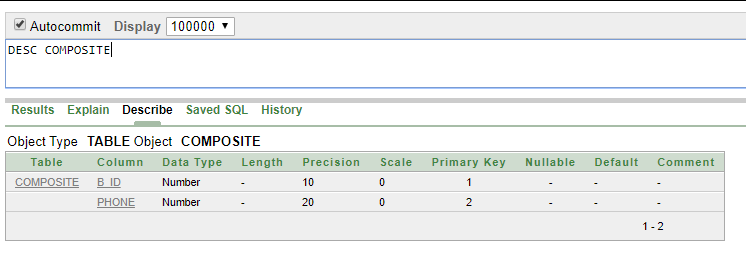 Autocommit Display 100000
DESC COMPOSITE
Results Explain Describe Saved SQL History
Object Type TABLE Object COMPOSITE
Table Column Data Type Length Precision Scale Primary Key Nullable Default Comment
COMPOSITE B_ID Number - 10 0 1 - - -
PHONE Number - 20 0 2 - - -
1 - 2